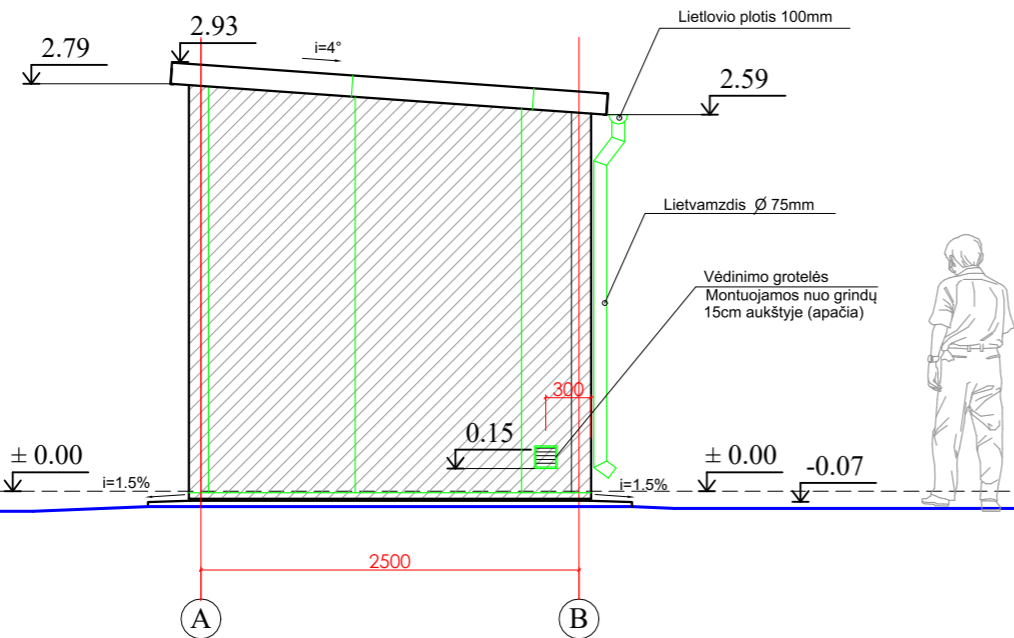 Lietlovio plotis 100mm
2.93
2.79
i=4°
2.59
Lietvamzdis Ø 75mm
Vėdinimo grotelės
Montuojamos nuo grindų
15cm aukštyje (apačia)
300
0.15
± 0.00
± 0.00
-0.07
i=1.5%
i=1.5%
2500
A
B